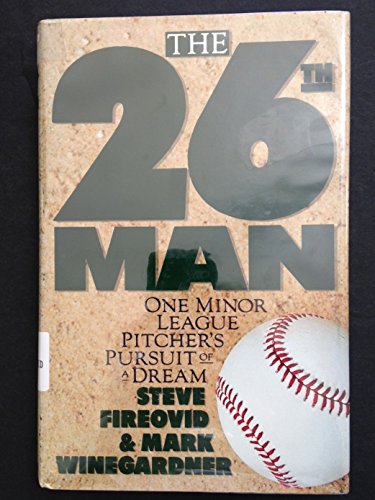 THE
26TH
MAN
ONE MINOR
LEAGUE
PITCHER'S
PURSUIT OF
A DREAM
STEVE
FIREOVID
& MARK
WINEGARDNER